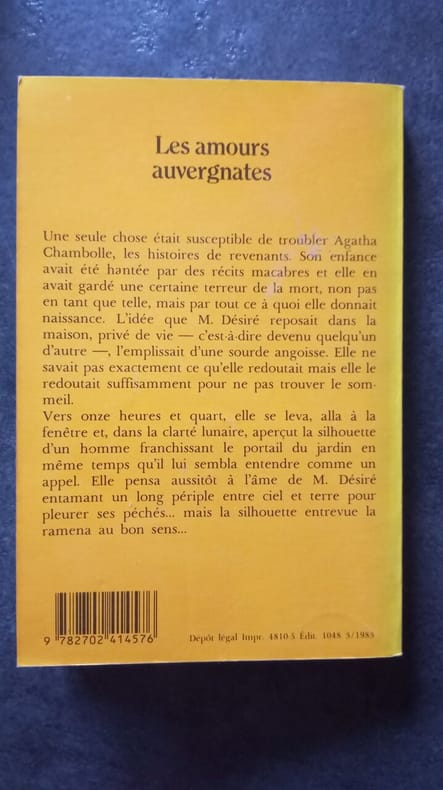 Les amours
auvergnates
Une seule chose était susceptible de troubler Agatha
Chambolle, les histoires de revenants. Son enfance
avait été hantée par des récits macabres et elle en
avait gardé une certaine terreur de la mort, non pas
en tant que telle, mais par tout ce à quoi elle donnait
naissance. L'idée que M. Désiré reposait dans la
maison, privé de vie — c'est-à-dire devenu quelqu'un
d'autre —, l'emplissait d'une sourde angoisse. Elle ne
savait pas exactement ce qu'elle redoutait mais elle le
redoutait suffisamment pour ne pas trouver le som-
meil.
Vers onze heures et quart, elle se leva, alla à la
fenêtre et, dans la clarté lunaire, aperçut la silhouette
d'un homme franchissant le portail du jardin en
même temps qu'il lui sembla entendre comme un
appel. Elle pensa aussitôt à l'âme de M. Désiré
entamant un long périple entre ciel et terre pour
pleurer ses péchés... mais la silhouette entrevue la
ramena au bon sens...
9 782702 414576
Dépôt légal Impr. 4810-5 Édit. 1048 5/1985